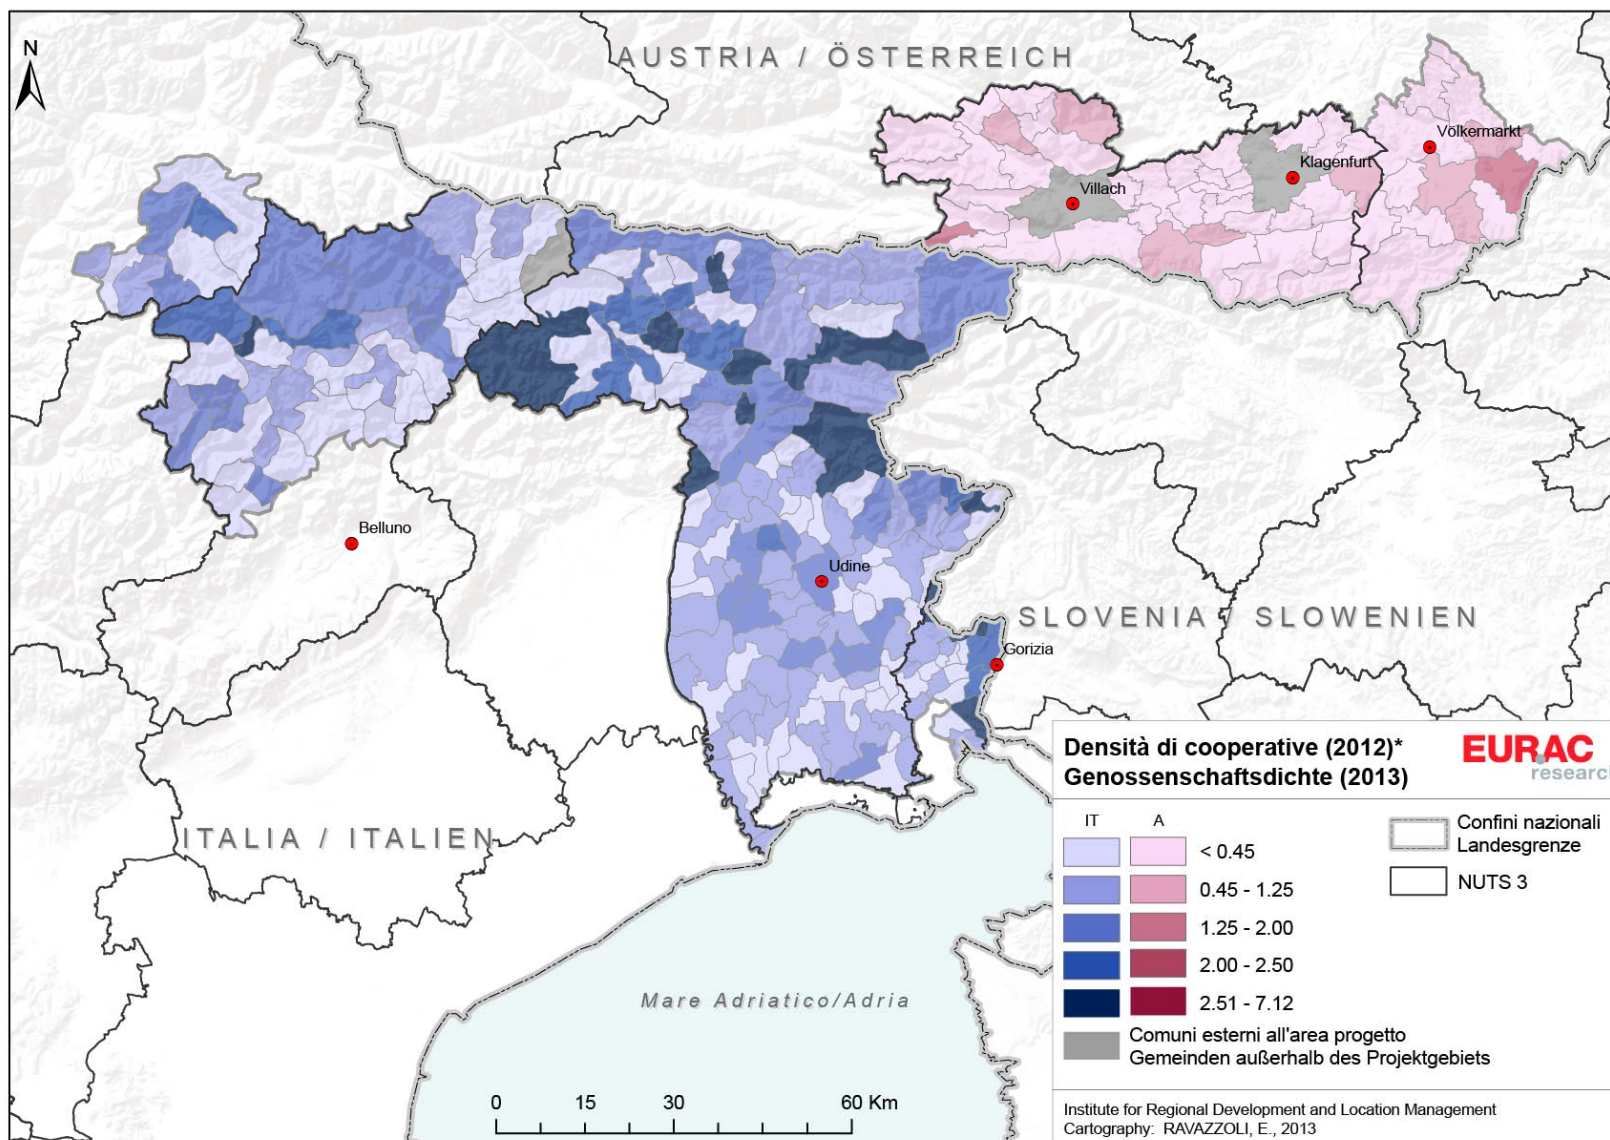 N
AUSTRIA / ÖSTERREICH
Völkermarkt
Klagenfurt
Villach
Belluno
Udine
SLOVENIA / SLOWENIEN
Gorizia
ITALIA / ITALIEN
Mare Adriatico/Adria
0 15 30 60 Km
Densità di cooperative (2012)*
Genossenschaftsdichte (2013)
EURAC
research
IT A
< 0.45
0.45 - 1.25
1.25 - 2.00
2.00 - 2.50
2.51 - 7.12
Comuni esterni all'area progetto
Gemeinden außerhalb des Projektgebiets
Confini nazionali
Landesgrenze
NUTS 3
Institute for Regional Development and Location Management
Cartography: RAVAZZOLI, E., 2013